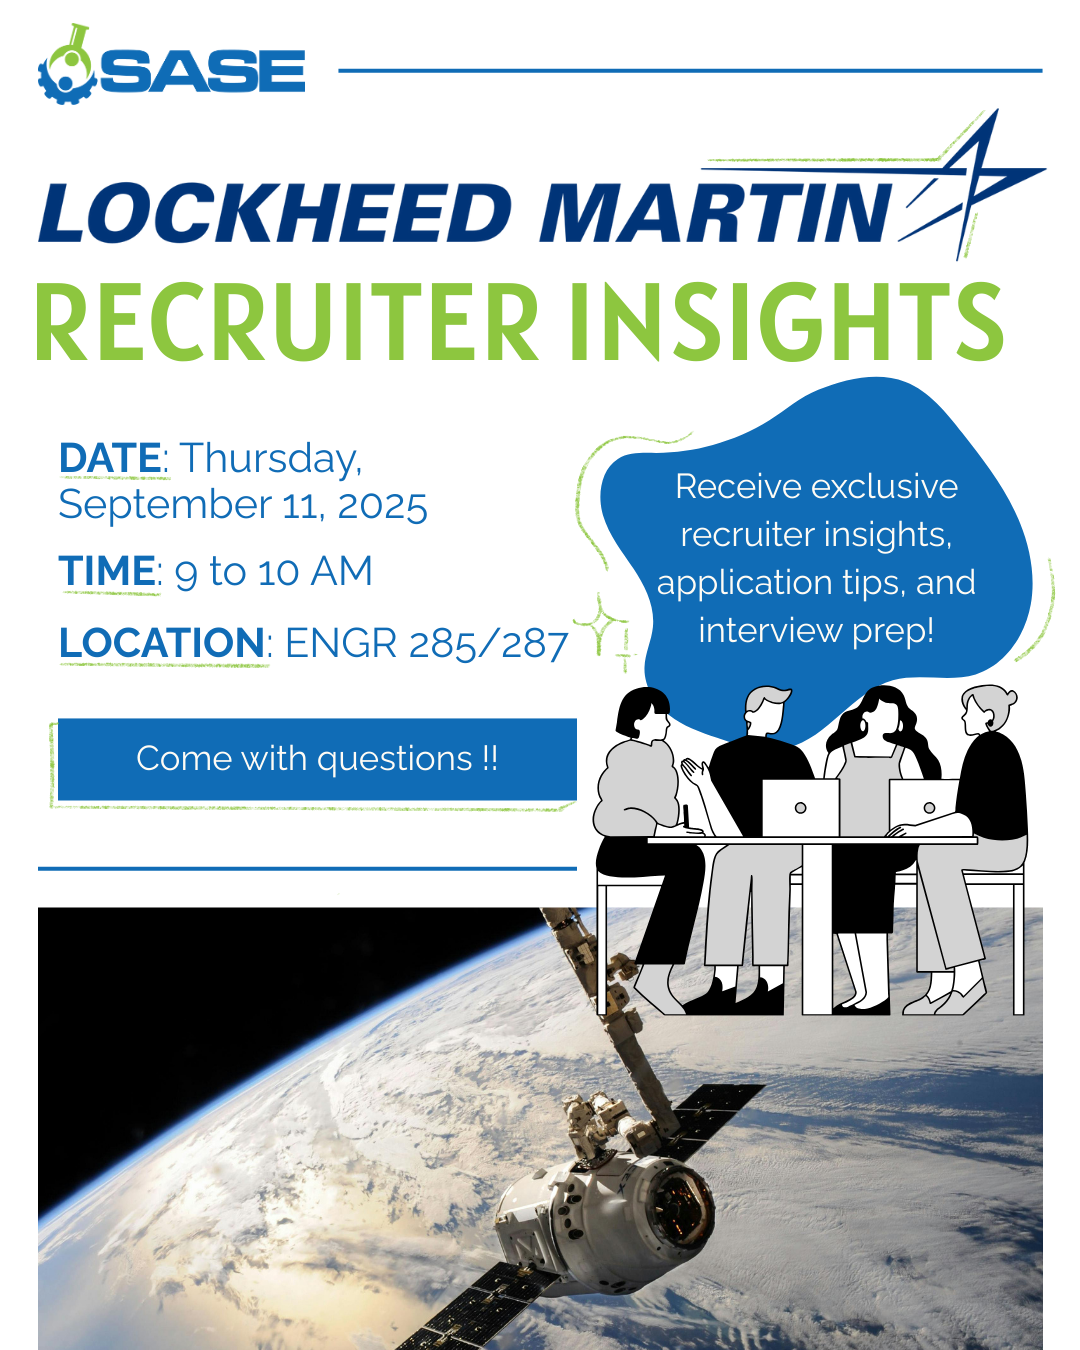 SASE
LOCKHEED MARTIN
RECRUITER INSIGHTS
DATE: Thursday,
September 11, 2025
TIME: 9 to 10 AM
LOCATION: ENGR 285/287
Receive exclusive
recruiter insights,
application tips, and
interview prep!
Come with questions !!